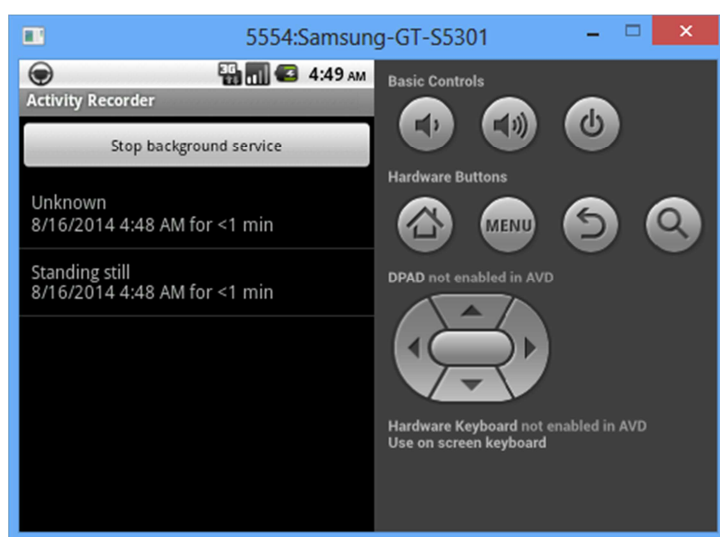 5554:Samsung-GT-S5301
3G 4:49 AM
Activity Recorder
Stop background service
Unknown
8/16/2014 4:48 AM for <1 min
Standing still
8/16/2014 4:48 AM for <1 min
Basic Controls
Hardware Buttons
MENU
DPAD not enabled in AVD
Hardware Keyboard not enabled in AVD
Use on screen keyboard